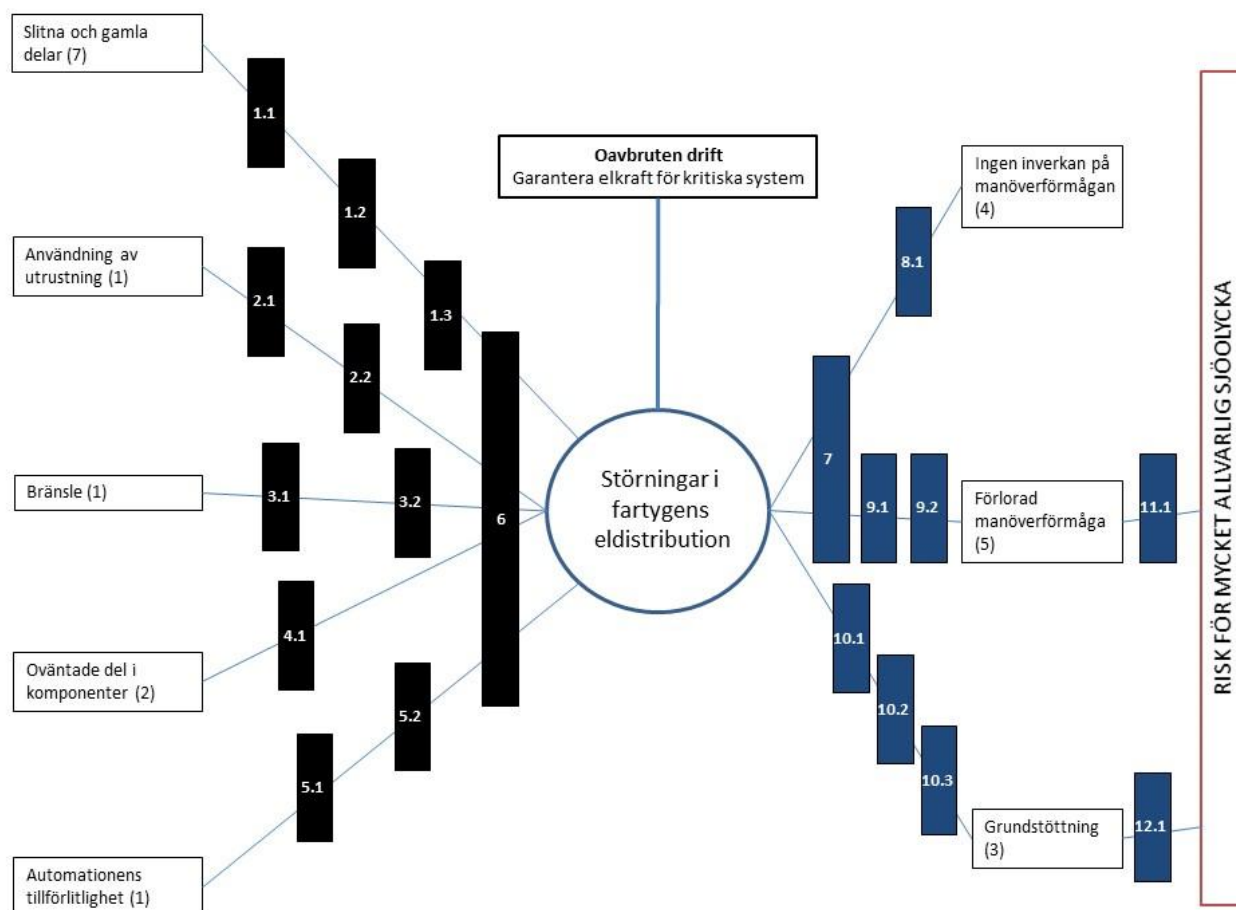 Slitna och gamla
delar (7)
1.1
1.2
1.3
Användning av
utrustning (1)
2.1
2.2
Bränsle (1)
3.1
3.2
Oväntade del i
komponenter (2)
4.1
Automationens
tillförlitlighet (1)
5.1
5.2
6
Oavbruten drift
Garantera elkraft för kritiska system
Störningar i
fartygens
eldistribution
7
8.1
Ingen inverkan på
manöverförmågan
(4)
9.1
9.2
Förlorad
manöverförmåga
(5)
11.1
10.1
10.2
10.3
Grundstöttning
(3)
12.1
RISK FÖR MYCKET ALLVARLIG SJÖOLYCKA